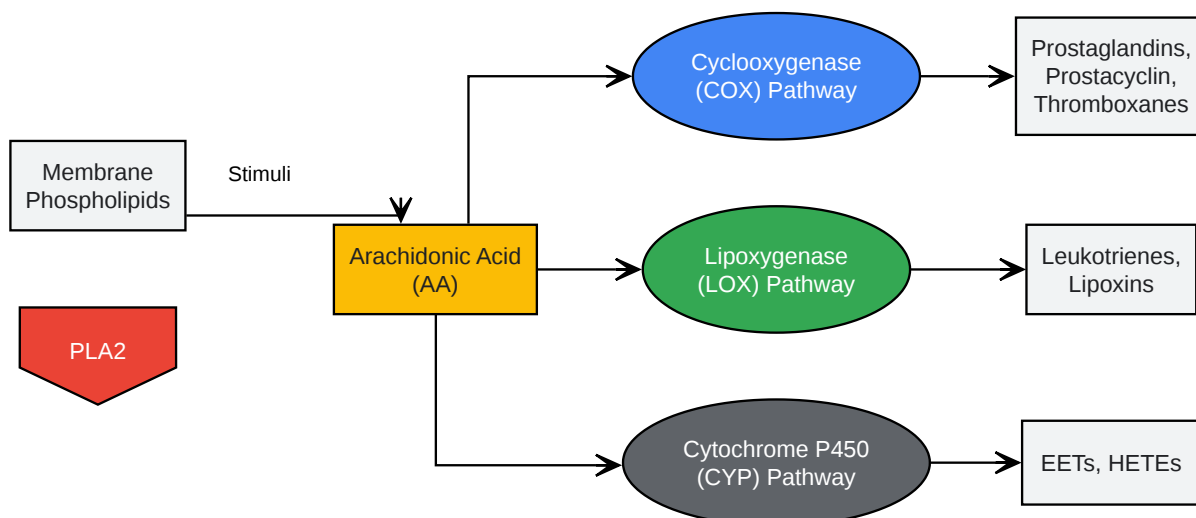 Membrane
Phospholipids
Stimuli
PLA2
Arachidonic Acid
(AA)
Cyclooxygenase
(COX) Pathway
Prostaglandins,
Prostacyclin,
Thromboxanes
Lipoxygenase
(LOX) Pathway
Leukotrienes,
Lipoxins
Cytochrome P450
(CYP) Pathway
EETs, HETEs